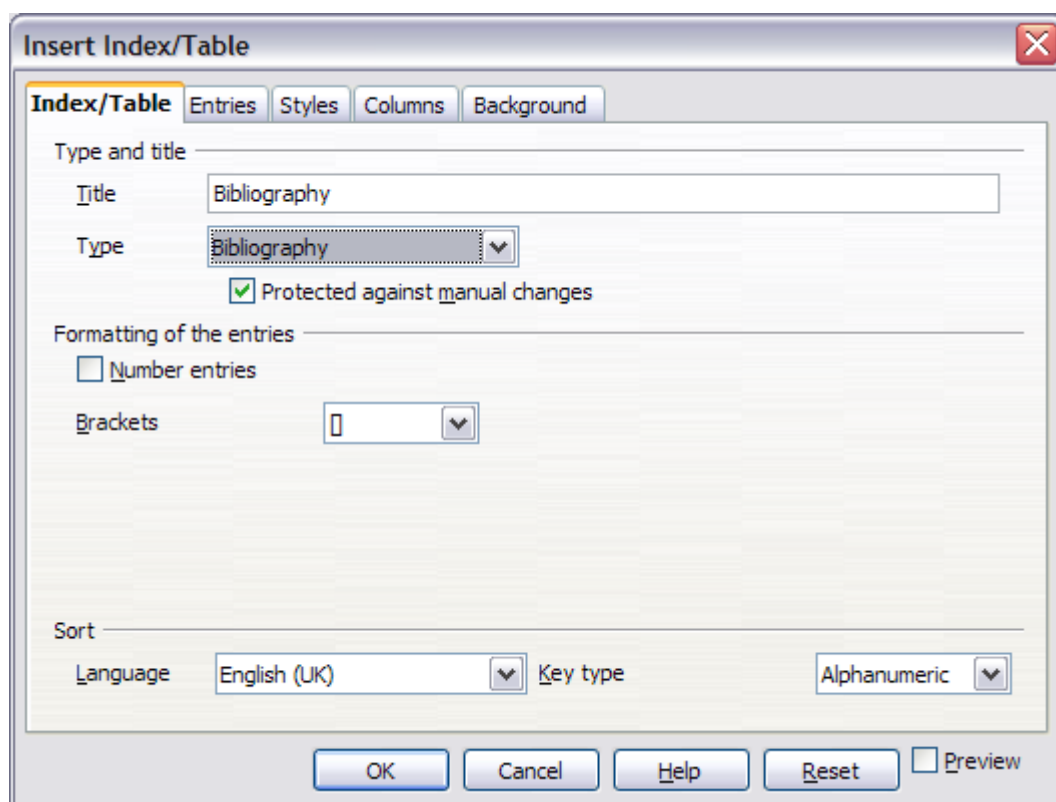 Insert Index/Table
Index/Table Entries Styles Columns Background
Type and title
Title Bibliography
Type Bibliography
Protected against manual changes
Formatting of the entries
Number entries
Brackets []
Sort
Language English (UK) Key type Alphanumeric
OK Cancel Help Reset Preview